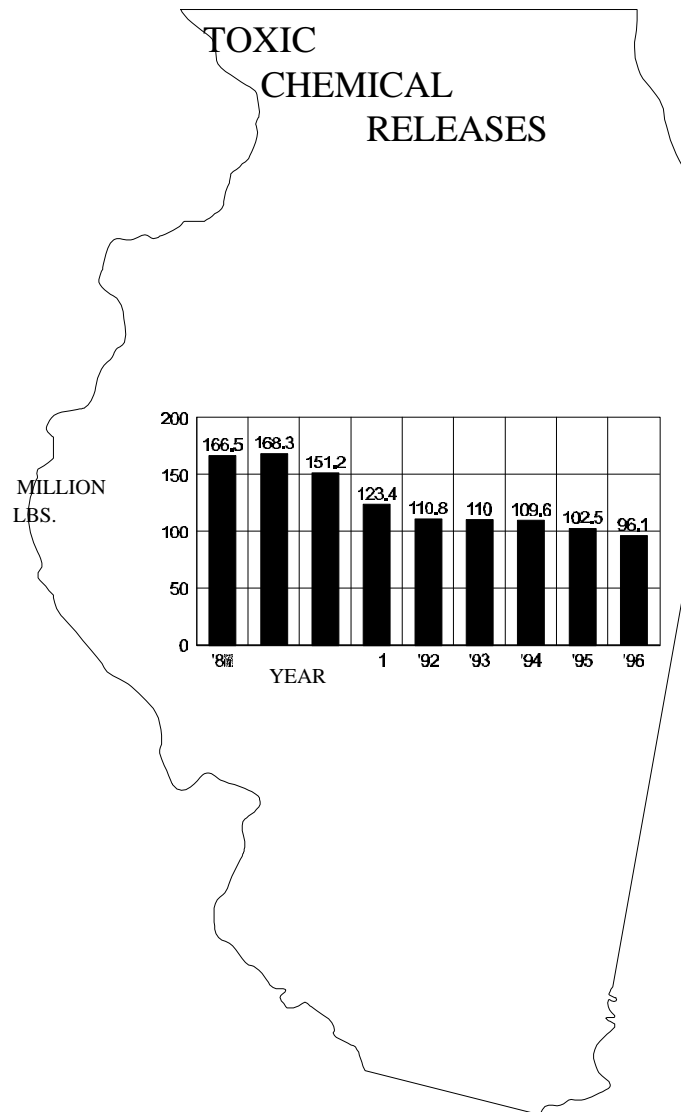 TOXIC
CHEMICAL
RELEASES
200
166.5 168.3 151.2 123.4 110.8 110 109.6 102.5 96.1
150
MILLION
LBS.
100
50
0
1 '92 '93 '94 '95 '96
YEAR